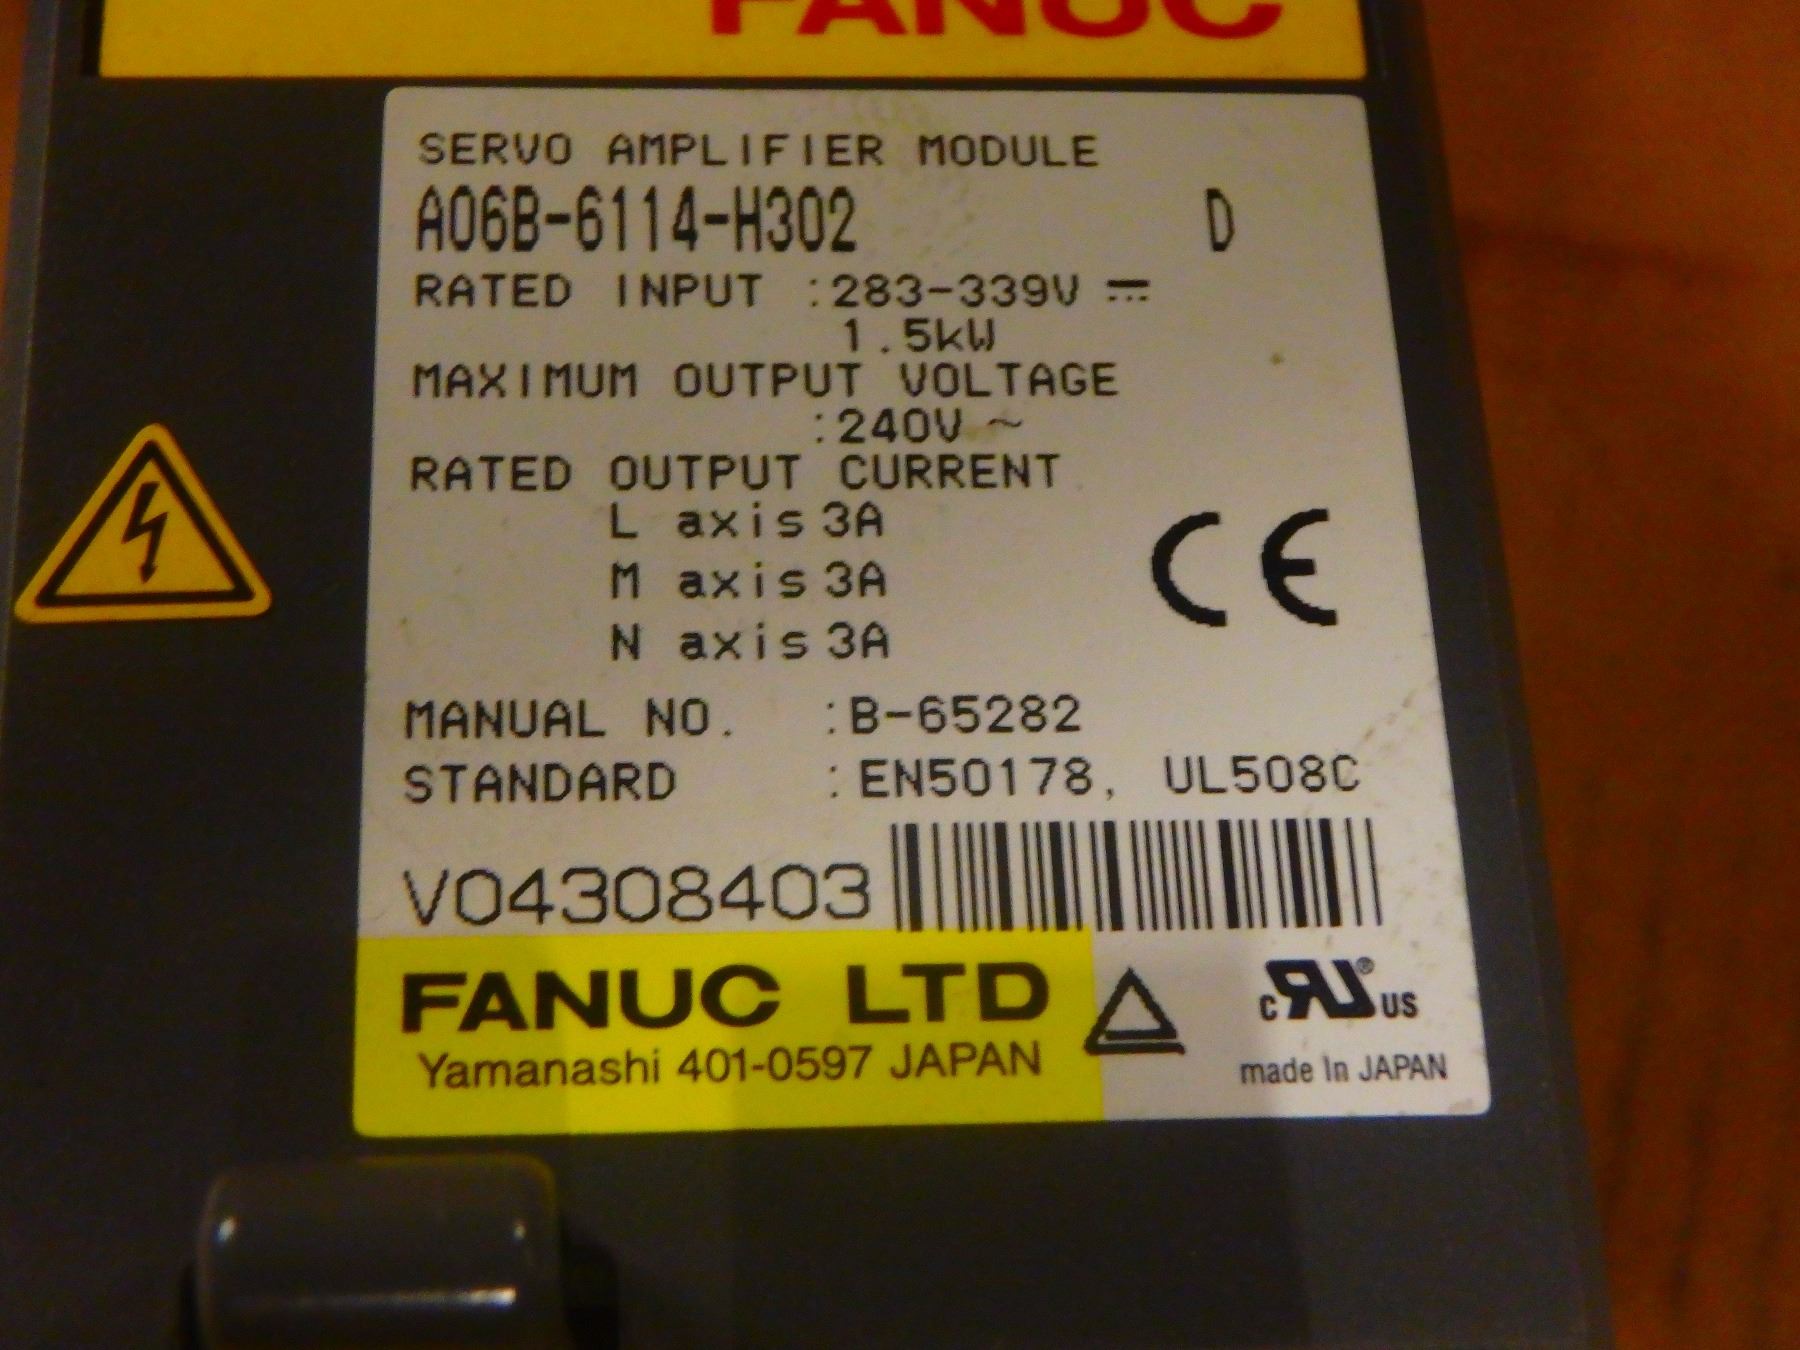 FANUC
SERVO AMPLIFIER MODULE
A06B-6114-H302 D
RATED INPUT :283-339V ⎓
1.5kW
MAXIMUM OUTPUT VOLTAGE
:240V ~
RATED OUTPUT CURRENT
L axis 3A
M axis 3A
N axis 3A
CE
MANUAL NO. :B-65282
STANDARD :EN50178, UL508C
V04308403
FANUC LTD
Yamanashi 401-0597 JAPAN
c RU ® US
made In JAPAN